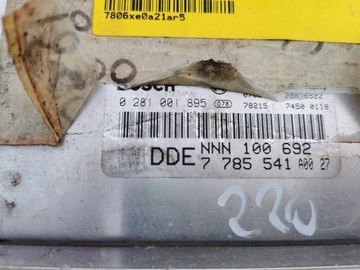 7806xe0a21ar5
BOSCH
0 281 001 895 078 78215 7450 0118
DDE NNN 100 692
7 785 541 A00 27
220